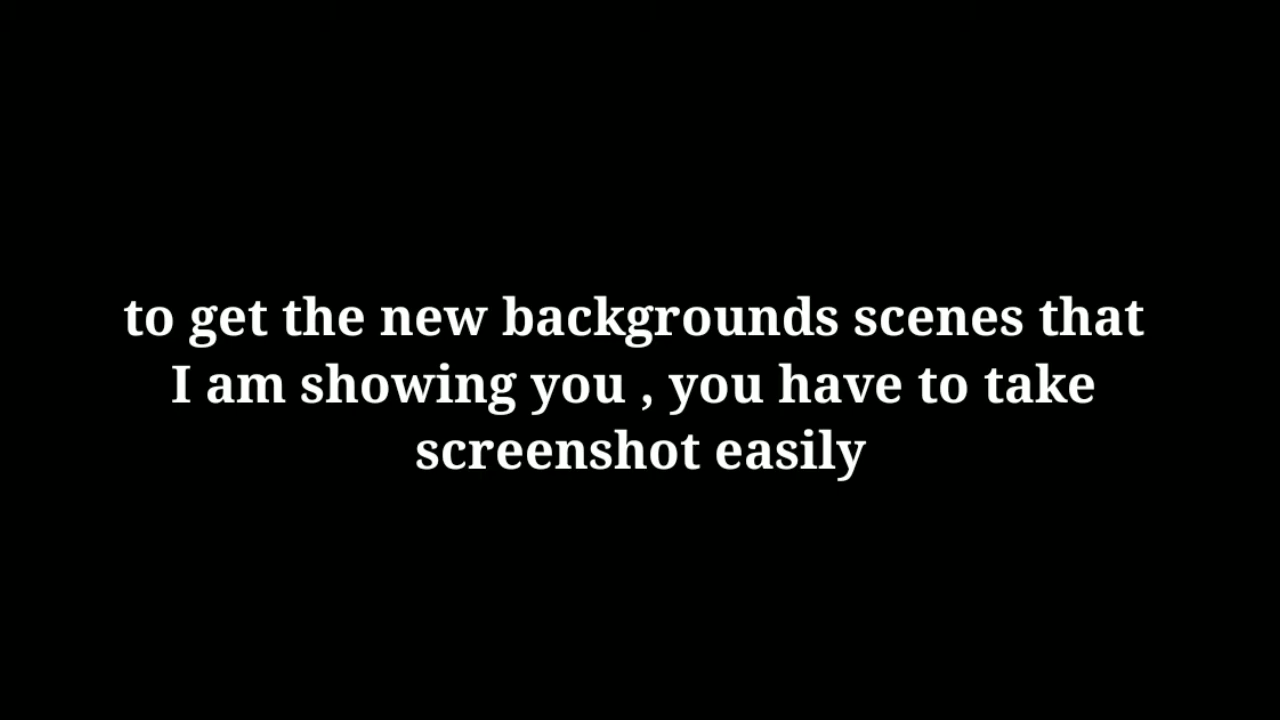 to get the new backgrounds scenes that
I am showing you , you have to take
screenshot easily